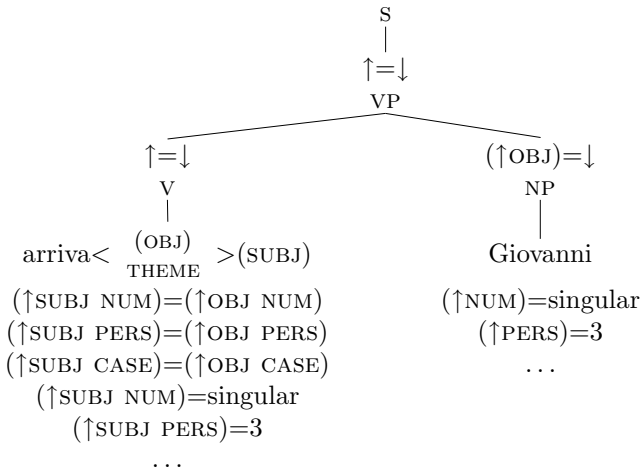 S
↑=↓
VP
↑=↓ (↑OBJ)=↓
V NP
(OBJ)
arriva< >(SUBJ) Giovanni
THEME
(↑SUBJ NUM)=(↑OBJ NUM) (↑NUM)=singular
(↑SUBJ PERS)=(↑OBJ PERS) (↑PERS)=3
(↑SUBJ CASE)=(↑OBJ CASE) ...
(↑SUBJ NUM)=singular
(↑SUBJ PERS)=3
...